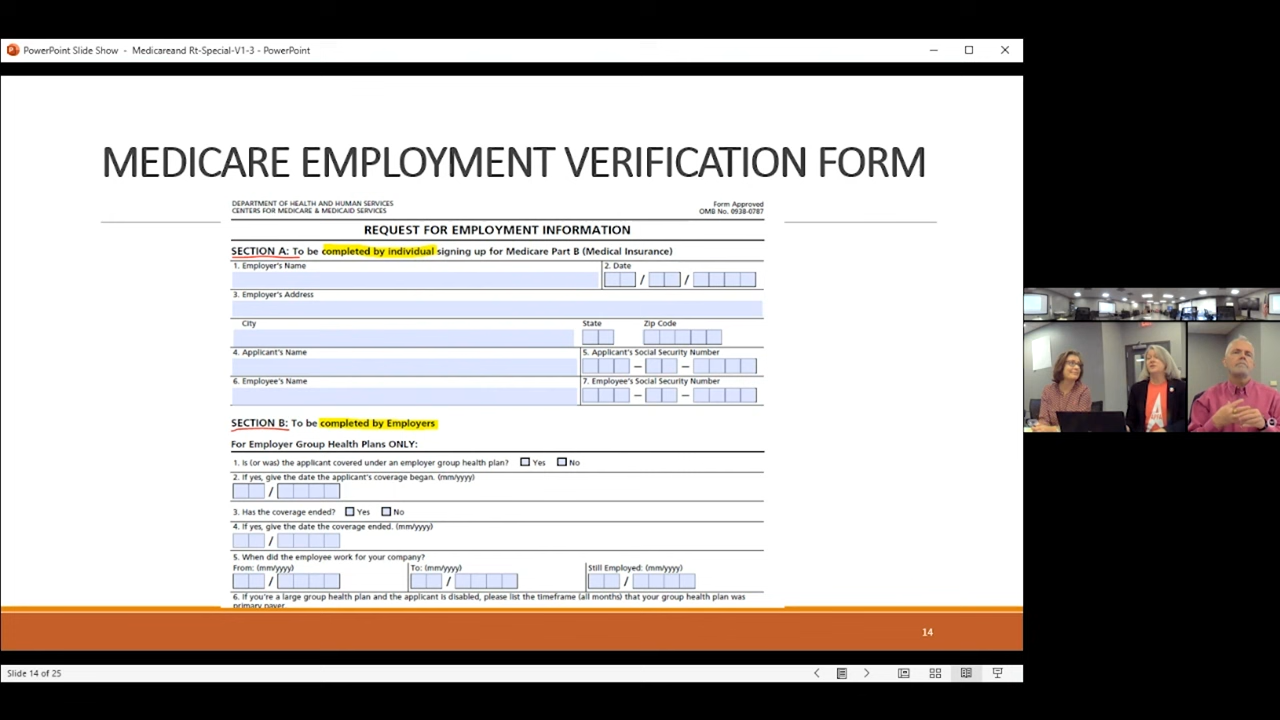 PowerPoint Slide Show - Medicareand Rt-Special-V1-3 - PowerPoint
MEDICARE EMPLOYMENT VERIFICATION FORM
DEPARTMENT OF HEALTH AND HUMAN SERVICES
CENTERS FOR MEDICARE & MEDICAID SERVICES
Form Approved
OMB No. 0938-0787
REQUEST FOR EMPLOYMENT INFORMATION
SECTION A: To be completed by individual signing up for Medicare Part B (Medical Insurance)
1. Employer's Name
2. Date
/ /
3. Employer's Address
City
State
Zip Code
4. Applicant's Name
5. Applicant's Social Security Number
– –
6. Employee's Name
7. Employee's Social Security Number
– –
SECTION B: To be completed by Employers
For Employer Group Health Plans ONLY:
1. Is (or was) the applicant covered under an employer group health plan? Yes No
2. If yes, give the date the applicant's coverage began. (mm/yyyy)
/
3. Has the coverage ended? Yes No
4. If yes, give the date the coverage ended. (mm/yyyy)
/
5. When did the employee work for your company?
From: (mm/yyyy)
To: (mm/yyyy)
Still Employed: (mm/yyyy)
/ / /
6. If you're a large group health plan and the applicant is disabled, please list the timeframe (all months) that your group health plan was
primary payer.
14
Slide 14 of 25